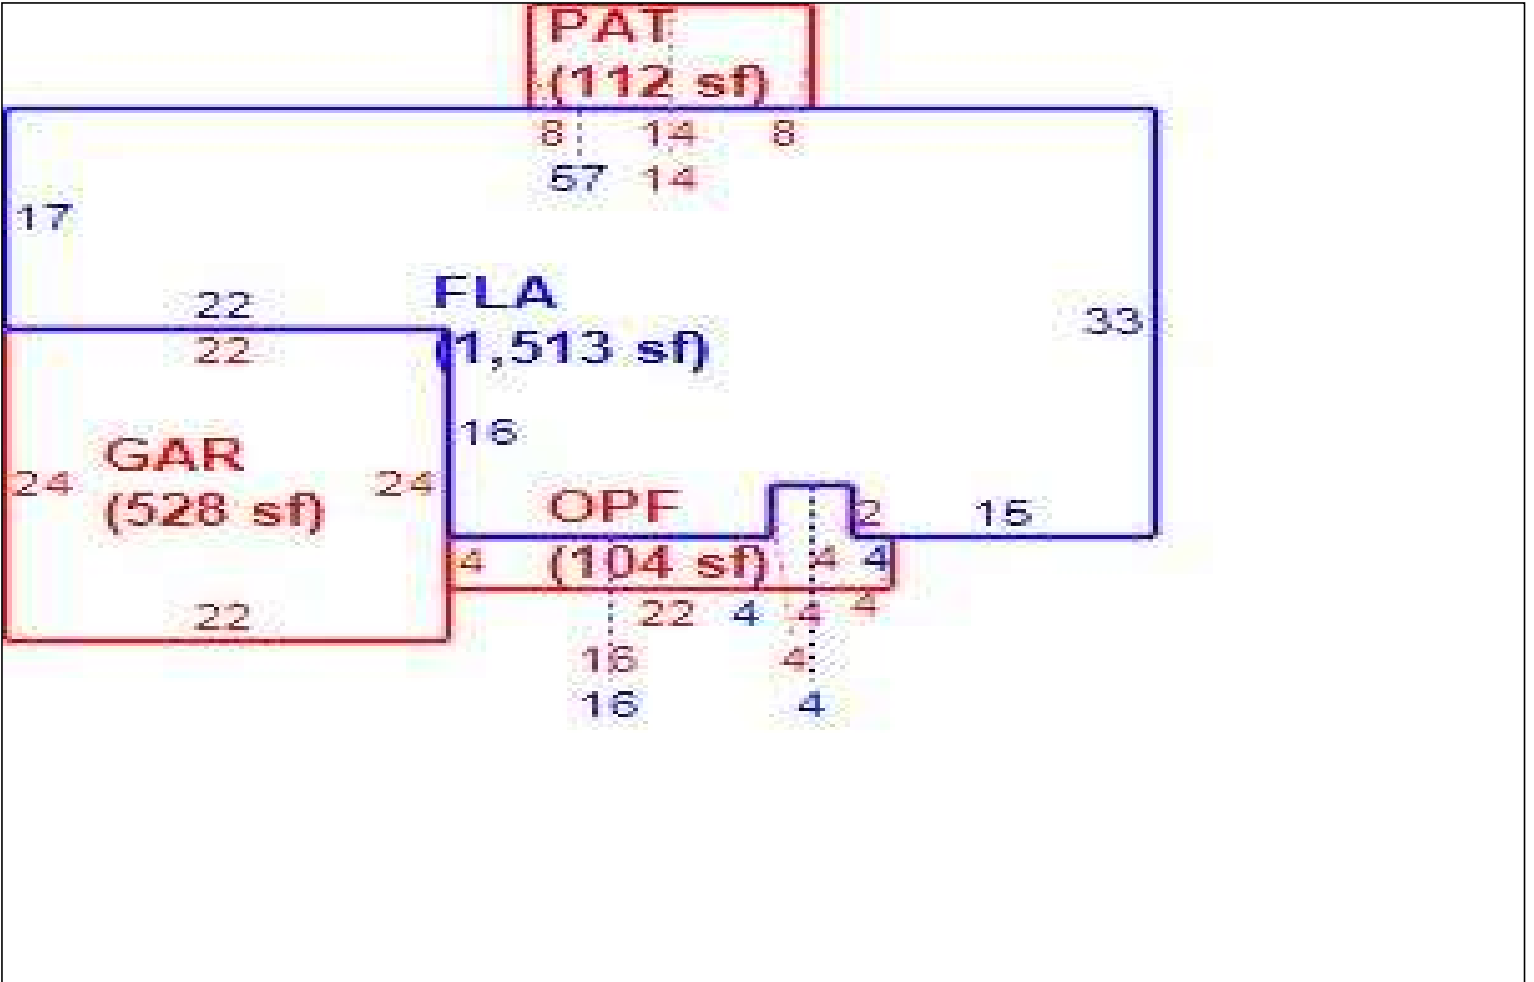 PAT
(112 sf)
8 14 8
57 14
17
22
FLA
33
22
(1,513 sf)
16
GAR
24 24
(528 sf)
OPF
2 15
4 (104 sf) 4 4
22 22 4 4 4
16 4
16 4